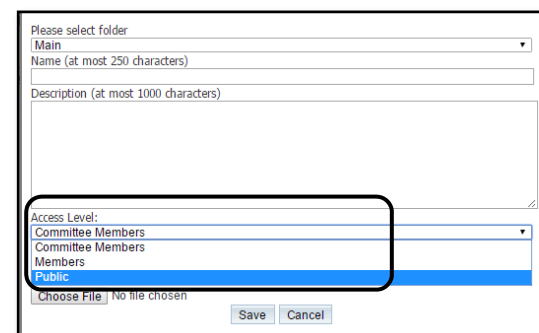 Please select folder
Main
Name (at most 250 characters)
Description (at most 1000 characters)
Access Level:
Committee Members
Committee Members
Members
Public
Choose File No file chosen
Save Cancel